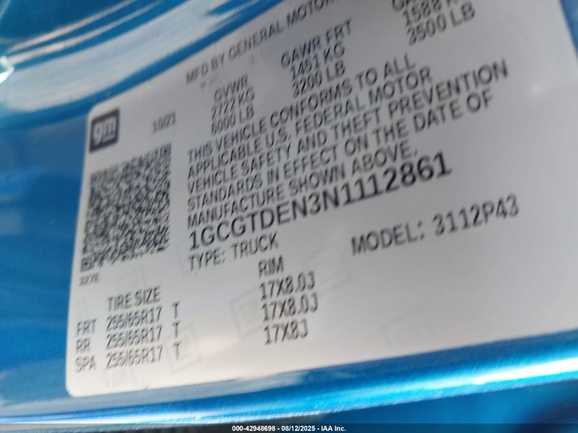 MFD BY GENERAL MOTOR
gm
10/21
GVWR GAWR FRT
2722 KG 1451 KG 1588 K
6000 LB 3200 LB 3500 LB
THIS VEHICLE CONFORMS TO ALL
APPLICABLE U.S. FEDERAL MOTOR
VEHICLE SAFETY AND THEFT PREVENTION
STANDARDS IN EFFECT ON THE DATE OF
MANUFACTURE SHOWN ABOVE.
1GCGTDEN3N1112861
TYPE: TRUCK MODEL: 3112P43
TIRE SIZE RIM
FRT 255/65R17 T 17X8.0J
RR 255/65R17 T 17X8.0J
SPA 255/65R17 T 17X8J
000-42948698 - 08/12/2025 - IAA Inc.